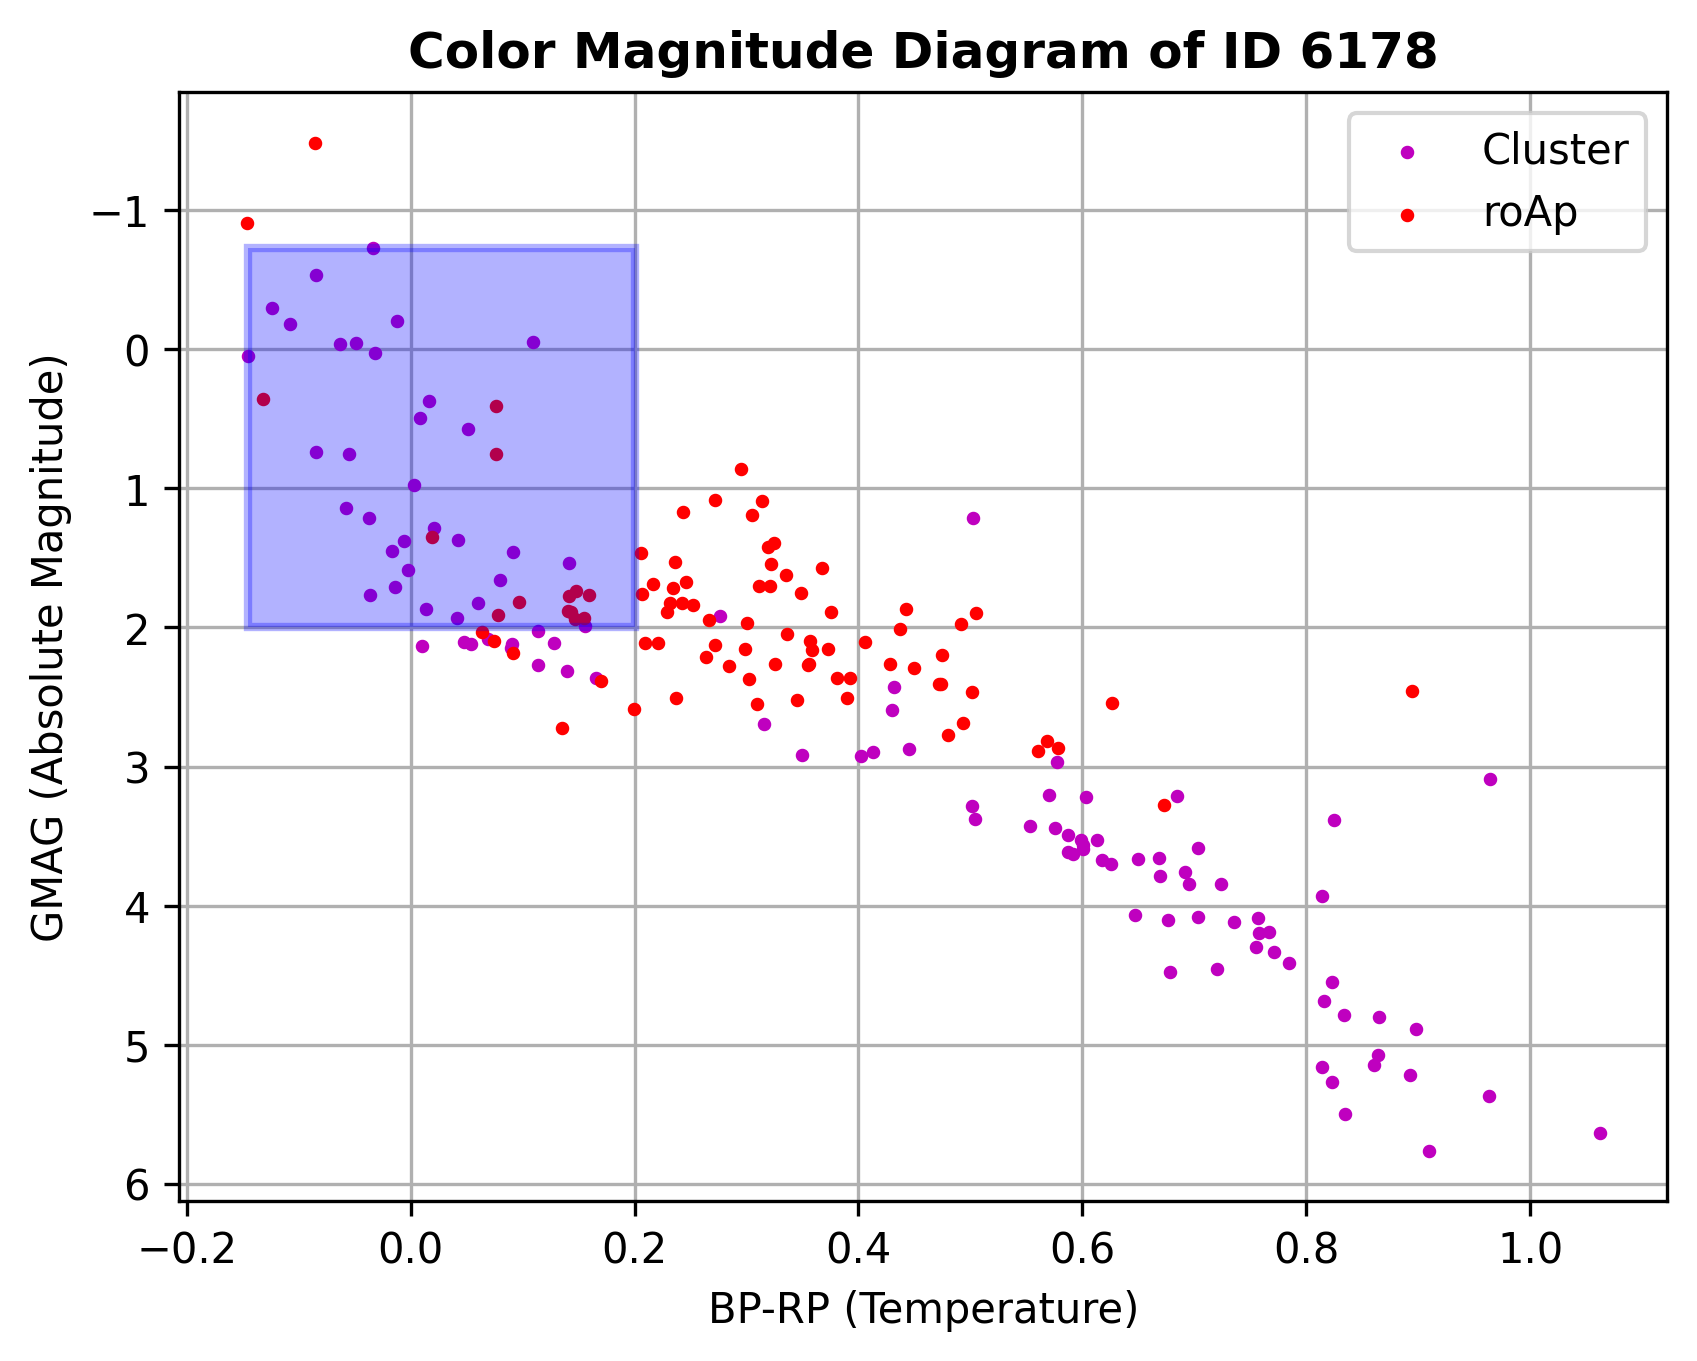 Color Magnitude Diagram of ID 6178
Cluster
roAp
GMAG (Absolute Magnitude)
−1
0
1
2
3
4
5
6
−0.2 0.0 0.2 0.4 0.6 0.8 1.0
BP-RP (Temperature)